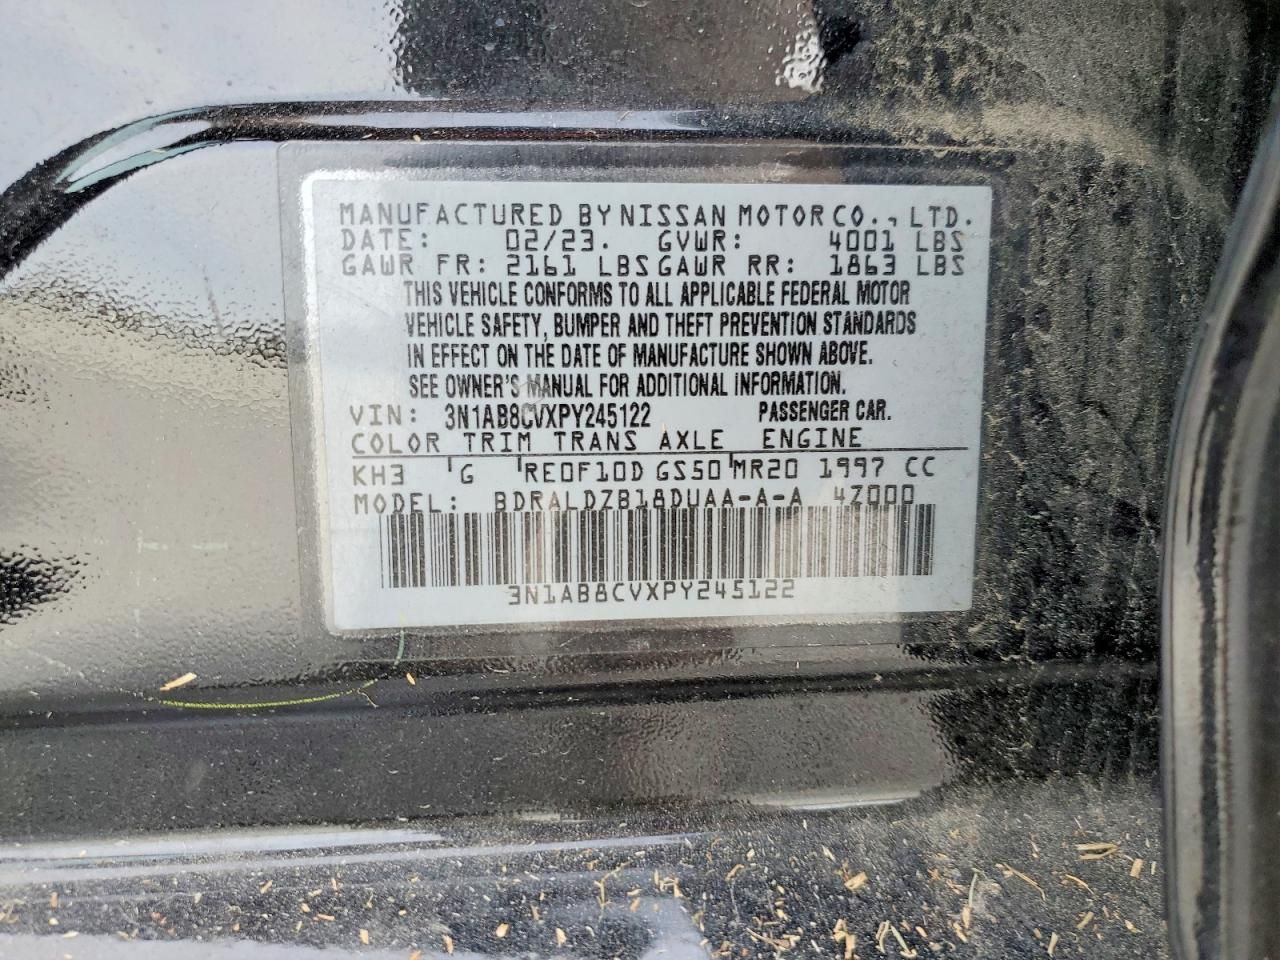 MANUFACTURED BY NISSAN MOTOR CO., LTD.
DATE: 02/23. GVWR: 4001 LBS
GAWR FR: 2161 LBS GAWR RR: 1863 LBS
THIS VEHICLE CONFORMS TO ALL APPLICABLE FEDERAL MOTOR
VEHICLE SAFETY, BUMPER AND THEFT PREVENTION STANDARDS
IN EFFECT ON THE DATE OF MANUFACTURE SHOWN ABOVE.
SEE OWNER'S MANUAL FOR ADDITIONAL INFORMATION.
VIN: 3N1AB8CVXPY245122 PASSENGER CAR.
COLOR TRIM TRANS AXLE ENGINE
KH3 G RE0F10D GS50 MR20 1997 CC
MODEL: BDRALDZB18DUAA-A-A 4Z000
3N1AB8CVXPY245122